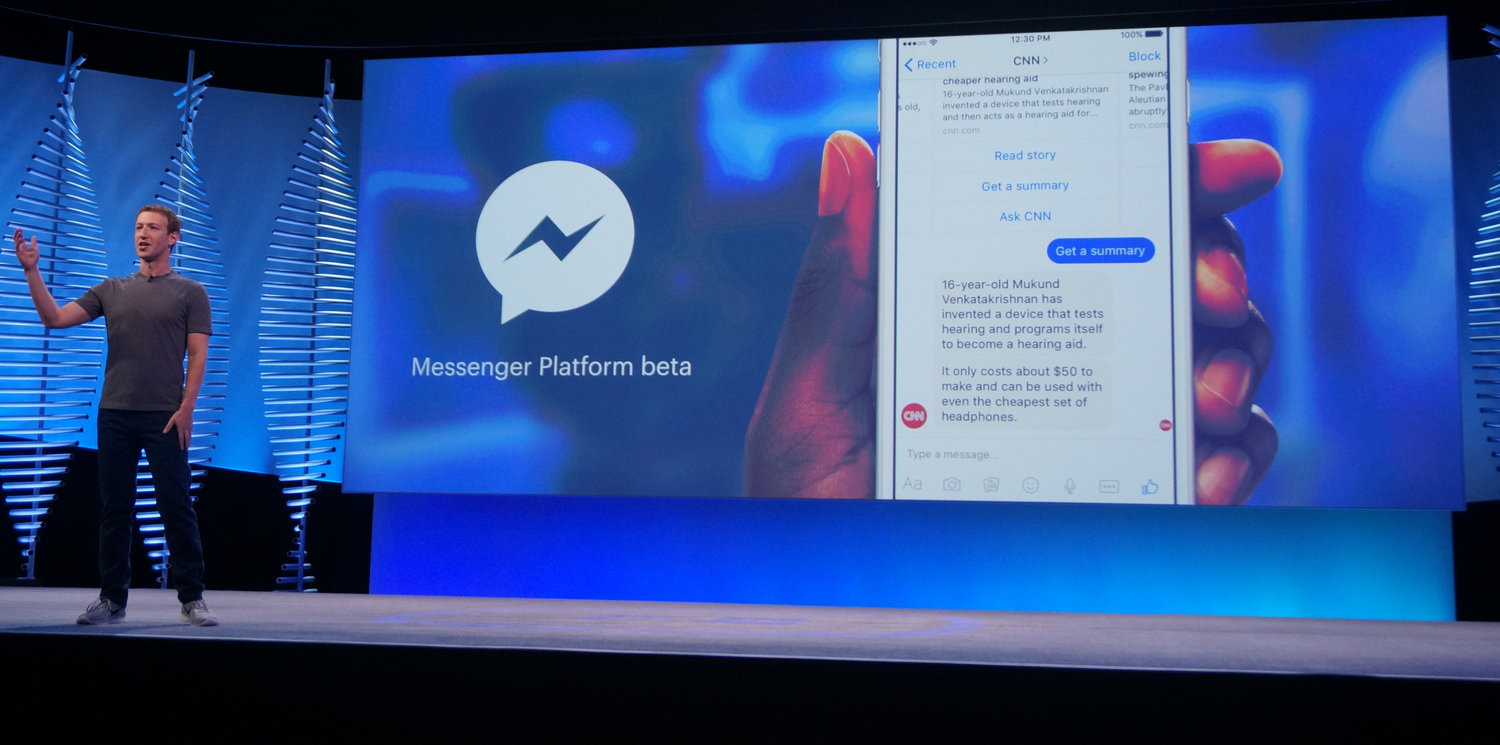 Messenger Platform beta
12:30 PM
100%
Recent
CNN
Block
cheaper hearing aid
16-year-old Mukund Venkatakrishnan
invented a device that tests hearing
and then acts as a hearing aid for...
cnn.com
s old,
spewing
The Pavl
Aleutian
abruptly
cnn.com
Read story
Get a summary
Ask CNN
Get a summary
16-year-old Mukund
Venkatakrishnan has
invented a device that tests
hearing and programs itself
to become a hearing aid.
It only costs about $50 to
make and can be used with
even the cheapest set of
headphones.
CNN
Type a message...
Aa